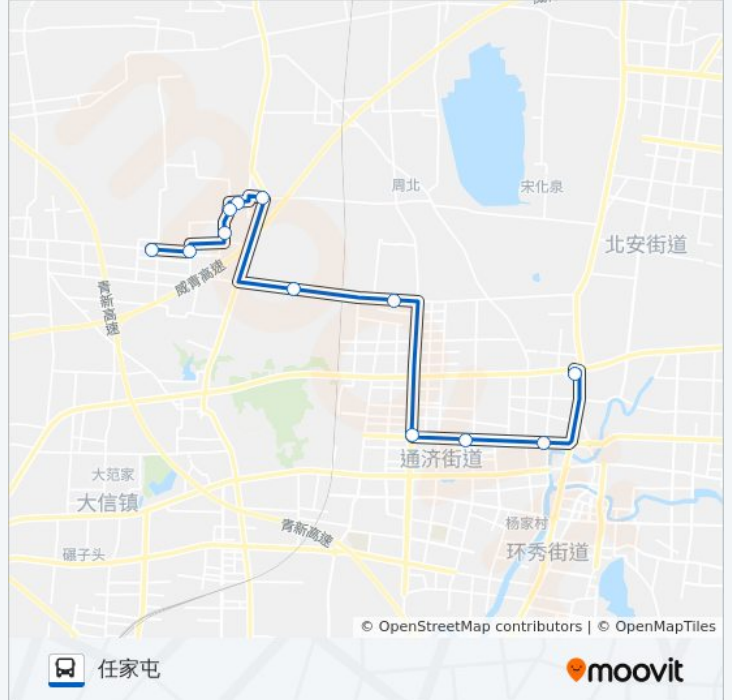 周北
宋化泉
北安街道
威青高速
青新高速
通济街道
大范家
大信镇
杨家村
青新高速
碾子头
环秀街道
© OpenStreetMap contributors | © OpenMapTiles
任家屯
moovit